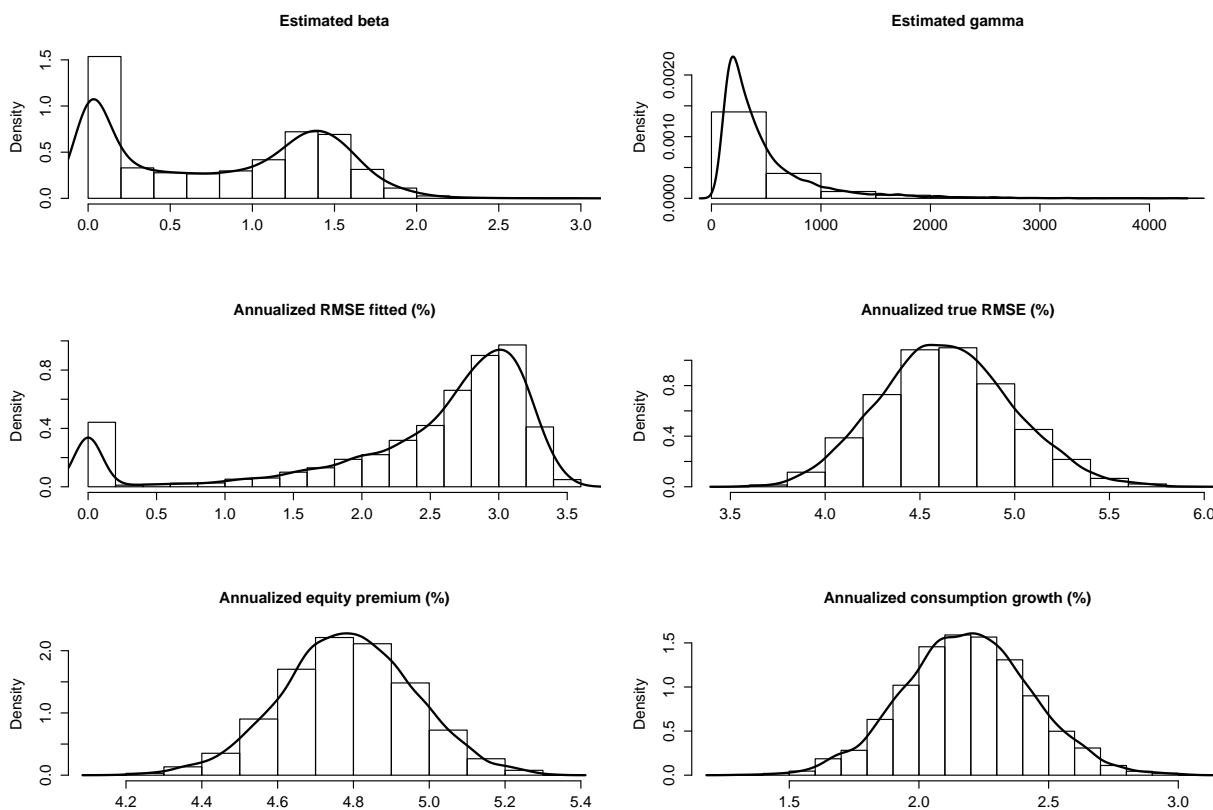 Estimated beta
Density
0.0 0.5 1.0 1.5
0.0 0.5 1.0 1.5 2.0 2.5 3.0
Estimated gamma
Density
0.0000 0.0010 0.0020
0 1000 2000 3000 4000
Annualized RMSE fitted (%)
Density
0.0 0.4 0.8
0.0 0.5 1.0 1.5 2.0 2.5 3.0 3.5
Annualized true RMSE (%)
Density
0.0 0.4 0.8
3.5 4.0 4.5 5.0 5.5 6.0
Annualized equity premium (%)
Density
0.0 1.0 2.0
4.2 4.4 4.6 4.8 5.0 5.2 5.4
Annualized consumption growth (%)
Density
0.0 0.5 1.0 1.5
1.5 2.0 2.5 3.0